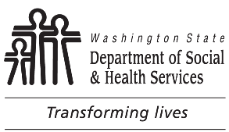 Washington State
Department of Social
& Health Services
Transforming lives